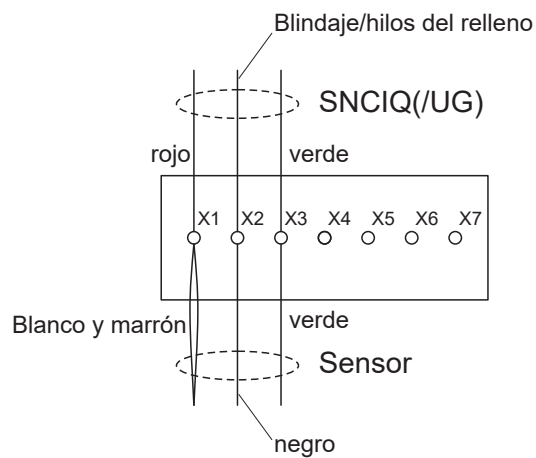 Blindaje/hilos del relleno
SNCIQ(/UG)
rojo
verde
X1 X2 X3 X4 X5 X6 X7
Blanco y marrón
verde
Sensor
negro